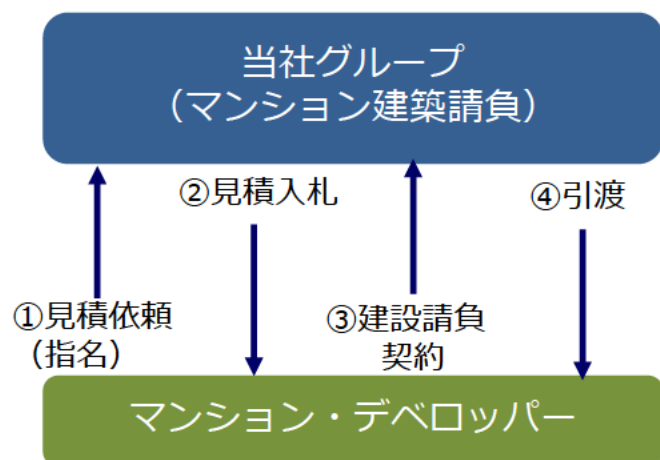 当社グループ
（マンション建築請負）
②見積入札
④引渡
①見積依頼
（指名）
③建設請負
契約
マンション・デベロッパー